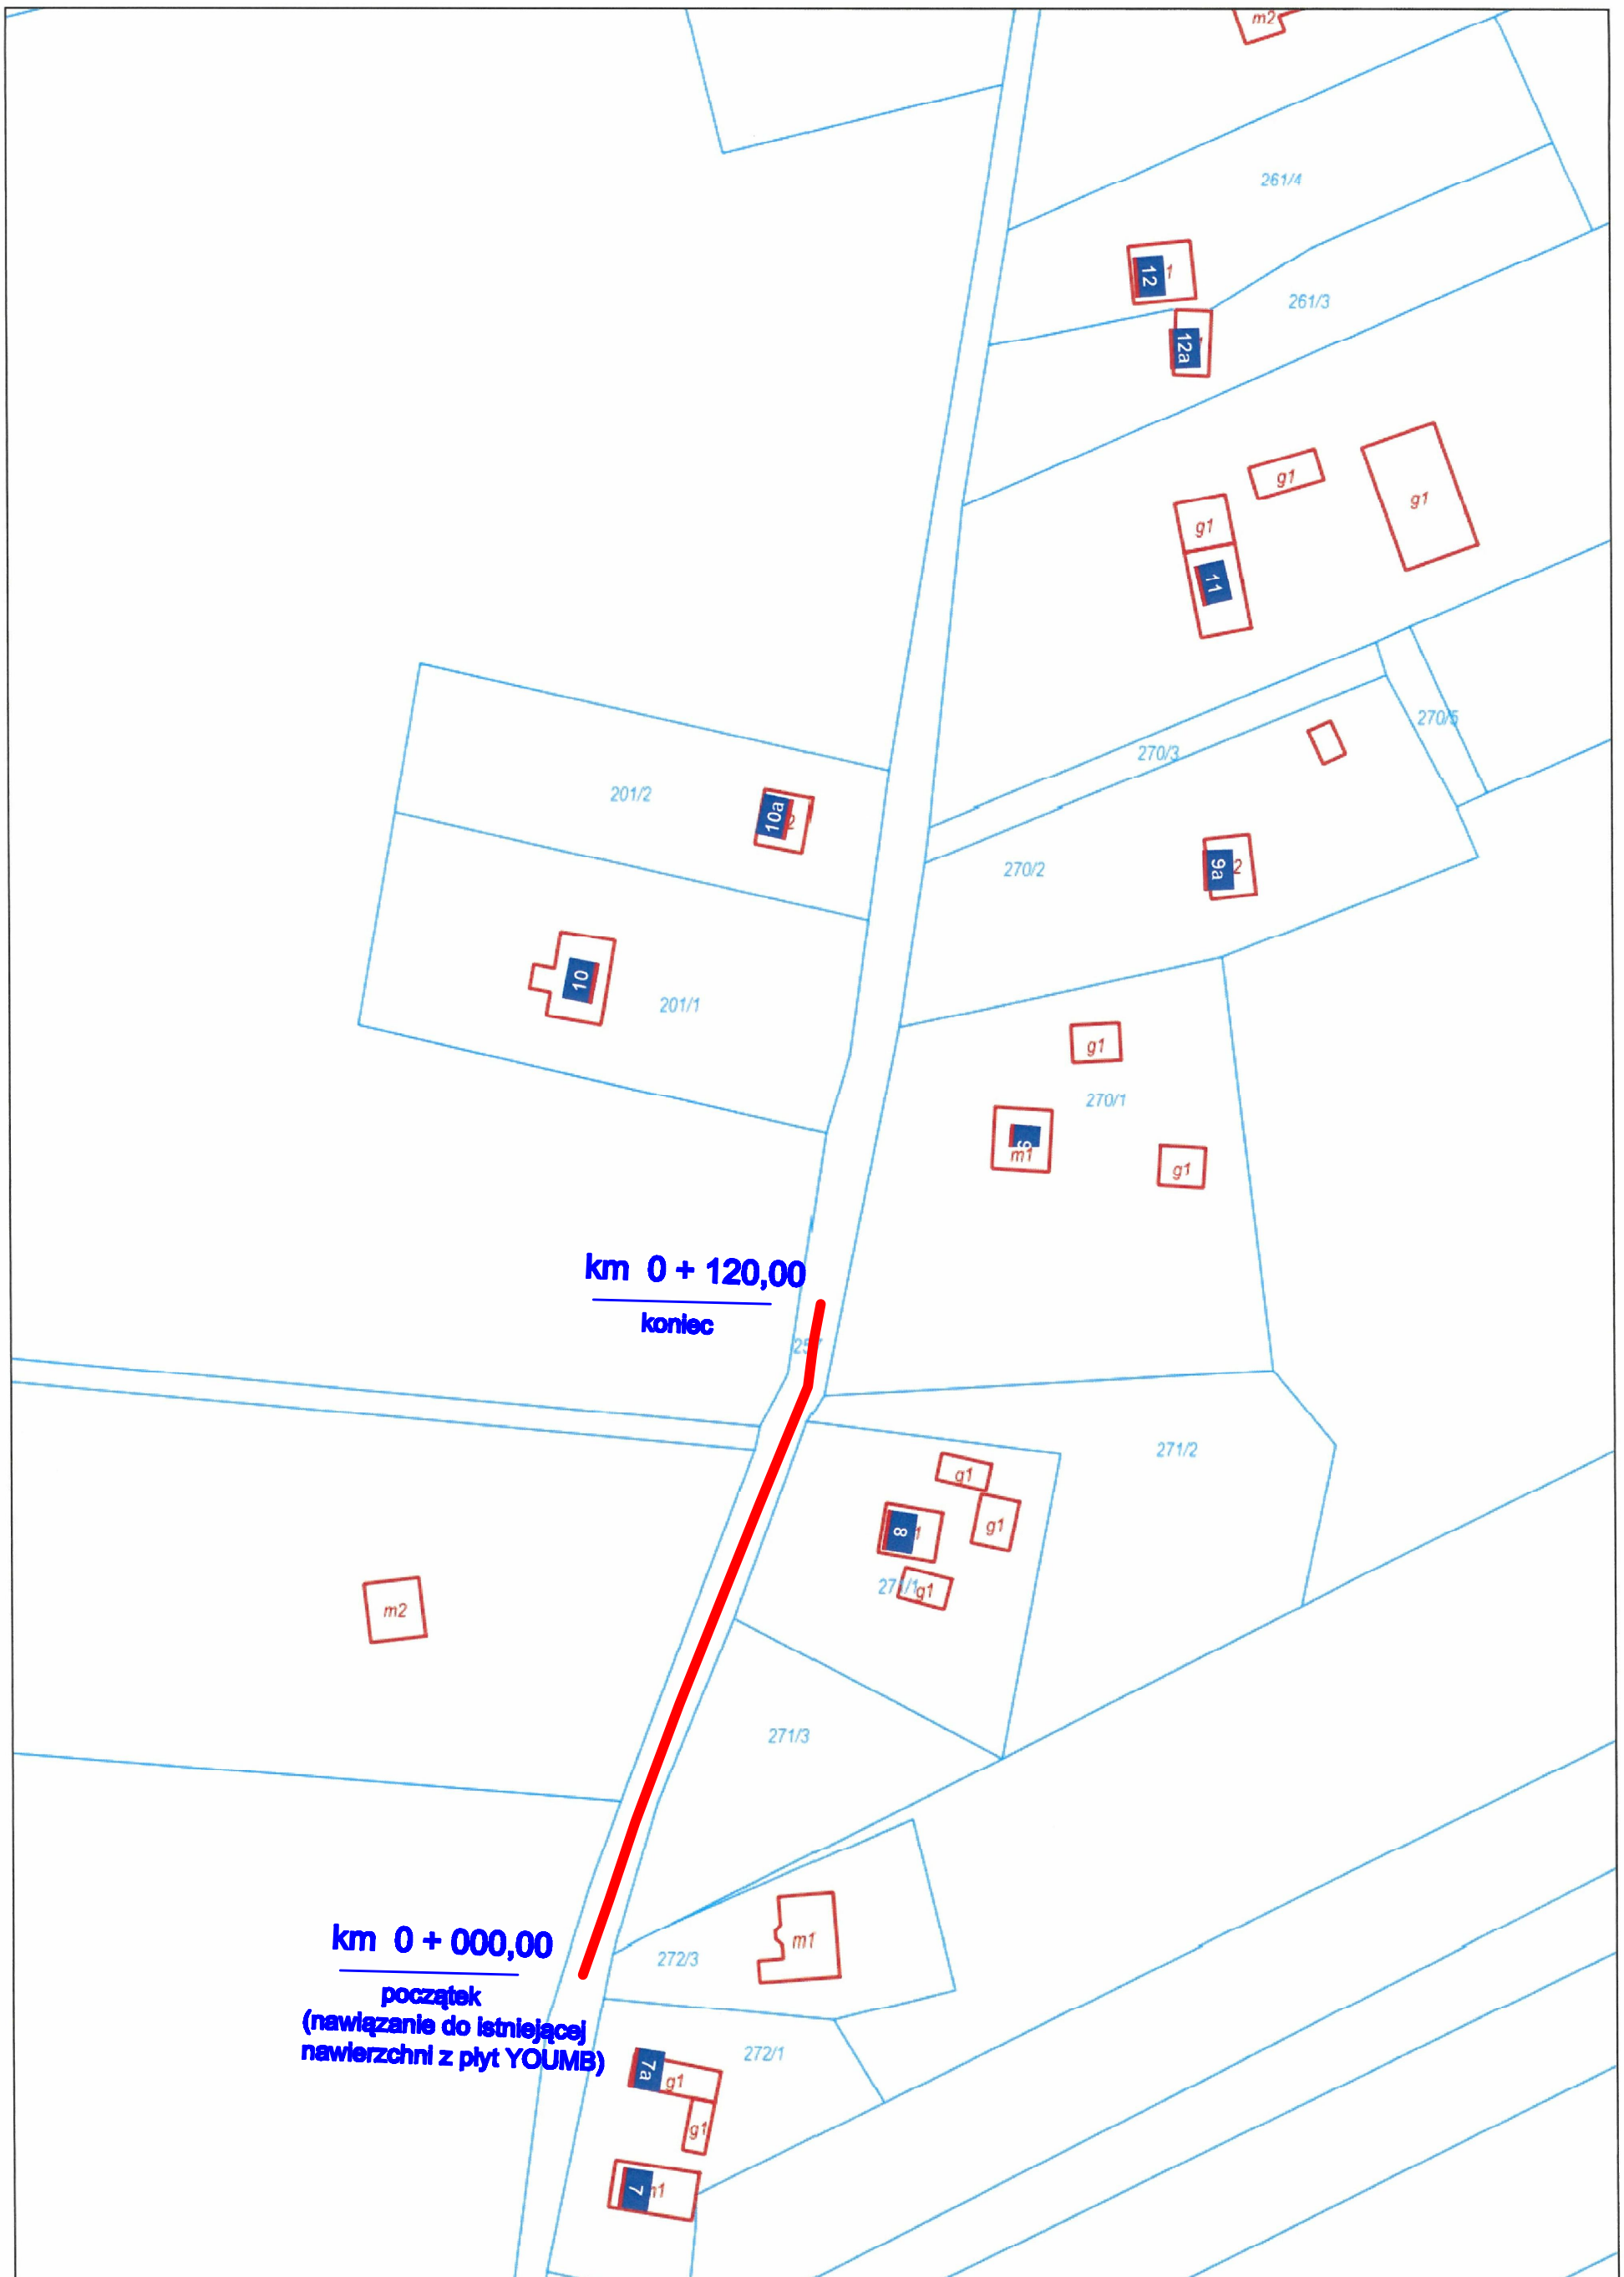 m2
261/4
12
1
261/3
12a
g1
g1
g1
11
270/5
270/3
201/2
10a
2
270/2
9a
2
10
201/1
g1
270/1
m1
g1
km 0 + 120,00
koniec
271/2
g1
g1
8
1
271/1
g1
m2
271/3
km 0 + 000,00
272/3
m1
początek
(nawiązanie do istniejącej
nawierzchni z płyt YOUMB)
272/1
7a
g1
g1
7